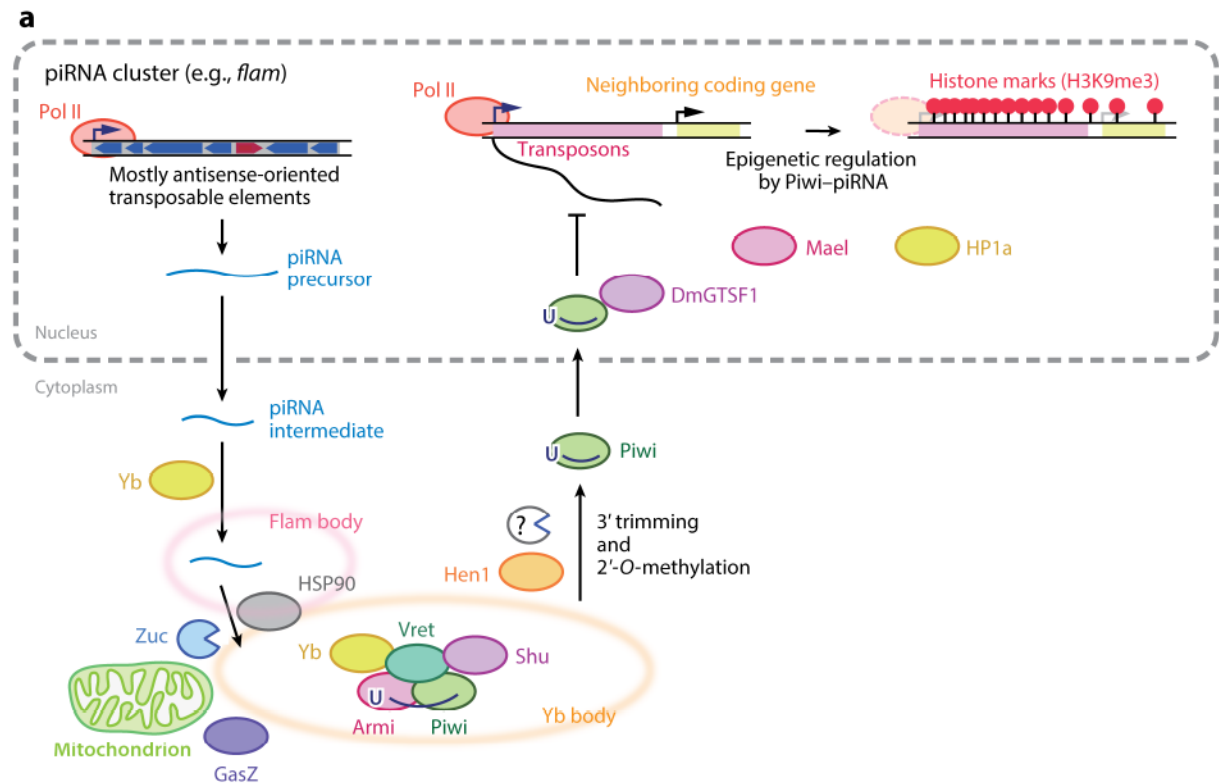 a
piRNA cluster (e.g., flam)
Pol II
Mostly antisense-oriented
transposable elements
piRNA
precursor
Nucleus
Cytoplasm
piRNA
intermediate
Yb
Flam body
HSP90
Zuc
Mitochondrion
GasZ
Yb
Vret
Shu
U
Armi
Piwi
Yb body
Hen1
?
3′ trimming
and
2′-O-methylation
U
Piwi
U
DmGTSF1
Pol II
Neighboring coding gene
Transposons
Epigenetic regulation
by Piwi–piRNA
Histone marks (H3K9me3)
Mael
HP1a